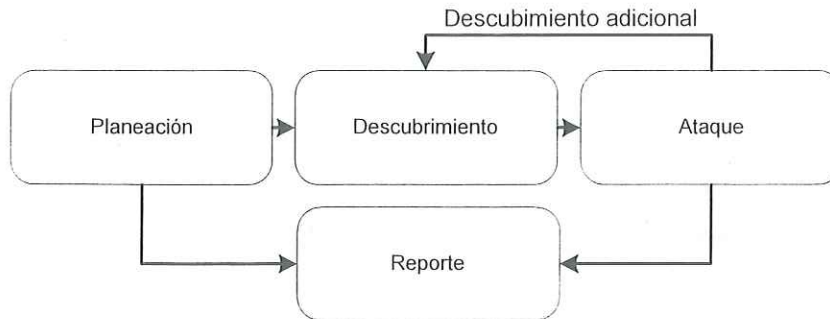 Descubimiento adicional
Planeación
Descubrimiento
Ataque
Reporte